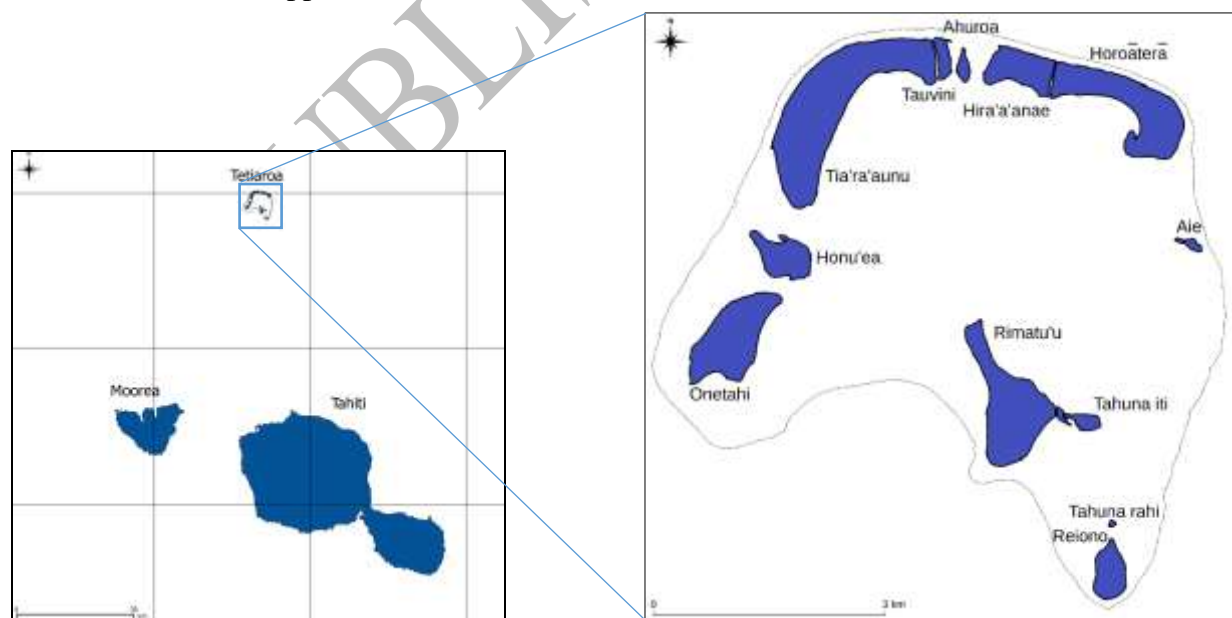 Ahuroa
Horoāterā
Tauvini
Hira'a'anae
Tia'ra'aunu
Aie
Honu'ea
Rimatu'u
Onetahi
Tahuna iti
Tahuna rahi
Reiono
0 3 km
Tetiaroa
Moorea
Tahiti